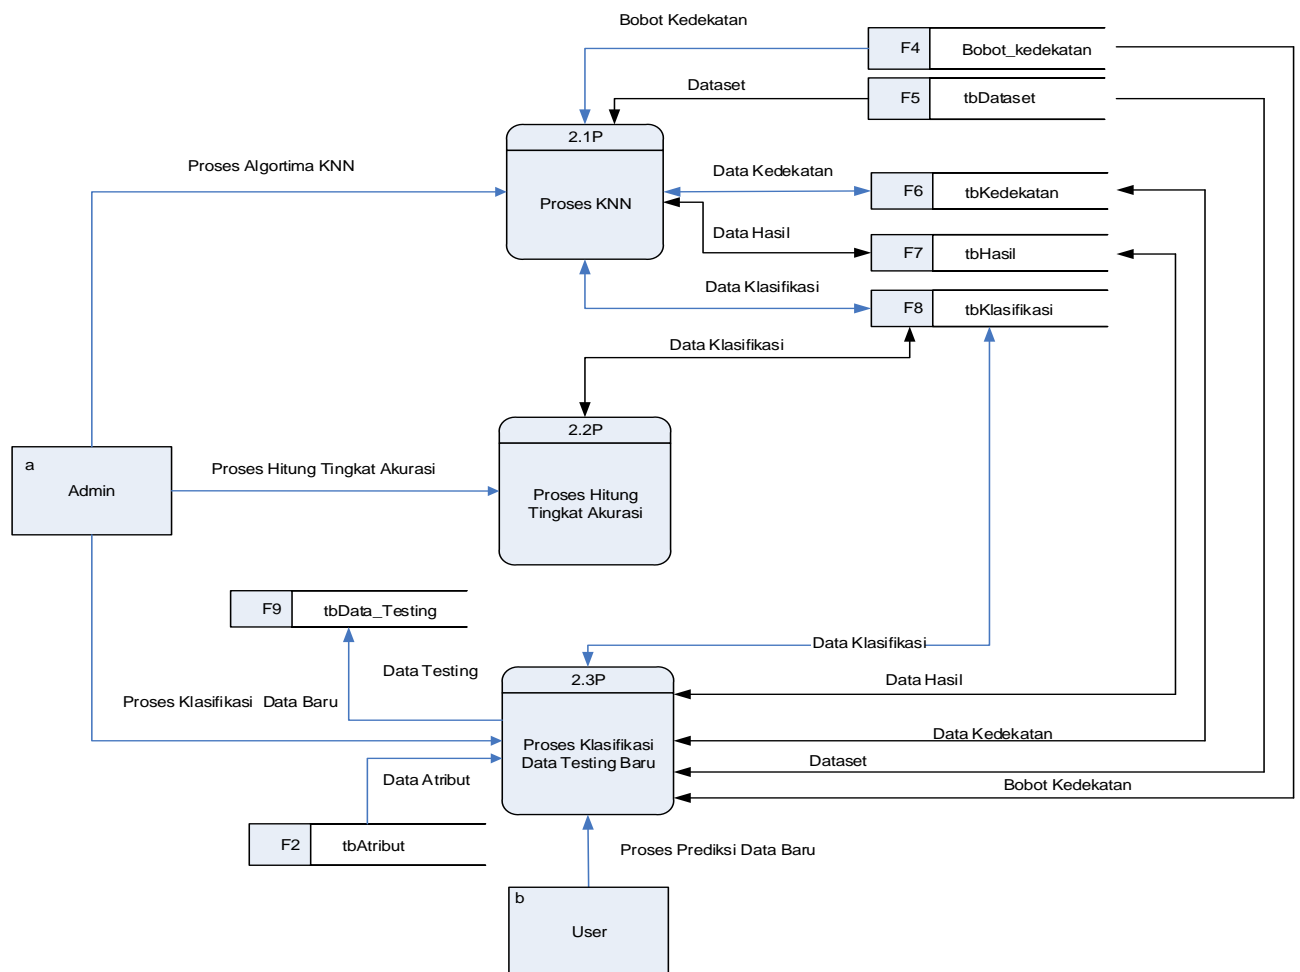 Bobot Kedekatan
F4 Bobot_kedekatan
Dataset
F5 tbDataset
2.1P
Proses Algortima KNN
Data Kedekatan
F6 tbKedekatan
Proses KNN
Data Hasil
F7 tbHasil
Data Klasifikasi
F8 tbKlasifikasi
Data Klasifikasi
2.2P
a
Admin
Proses Hitung Tingkat Akurasi
Proses Hitung
Tingkat Akurasi
F9 tbData_Testing
Data Klasifikasi
Data Testing
2.3P
Data Hasil
Proses Klasifikasi Data Baru
Data Kedekatan
Proses Klasifikasi
Data Testing Baru
Dataset
Data Atribut
Bobot Kedekatan
F2 tbAtribut
Proses Prediksi Data Baru
b
User